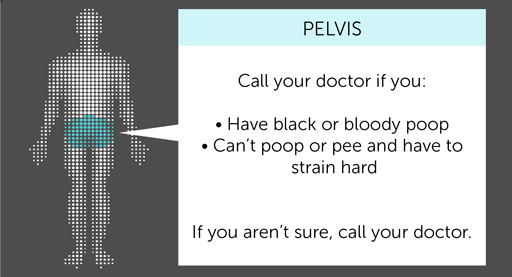 PELVIS
Call your doctor if you:
• Have black or bloody poop
• Can’t poop or pee and have to
strain hard
If you aren’t sure, call your doctor.